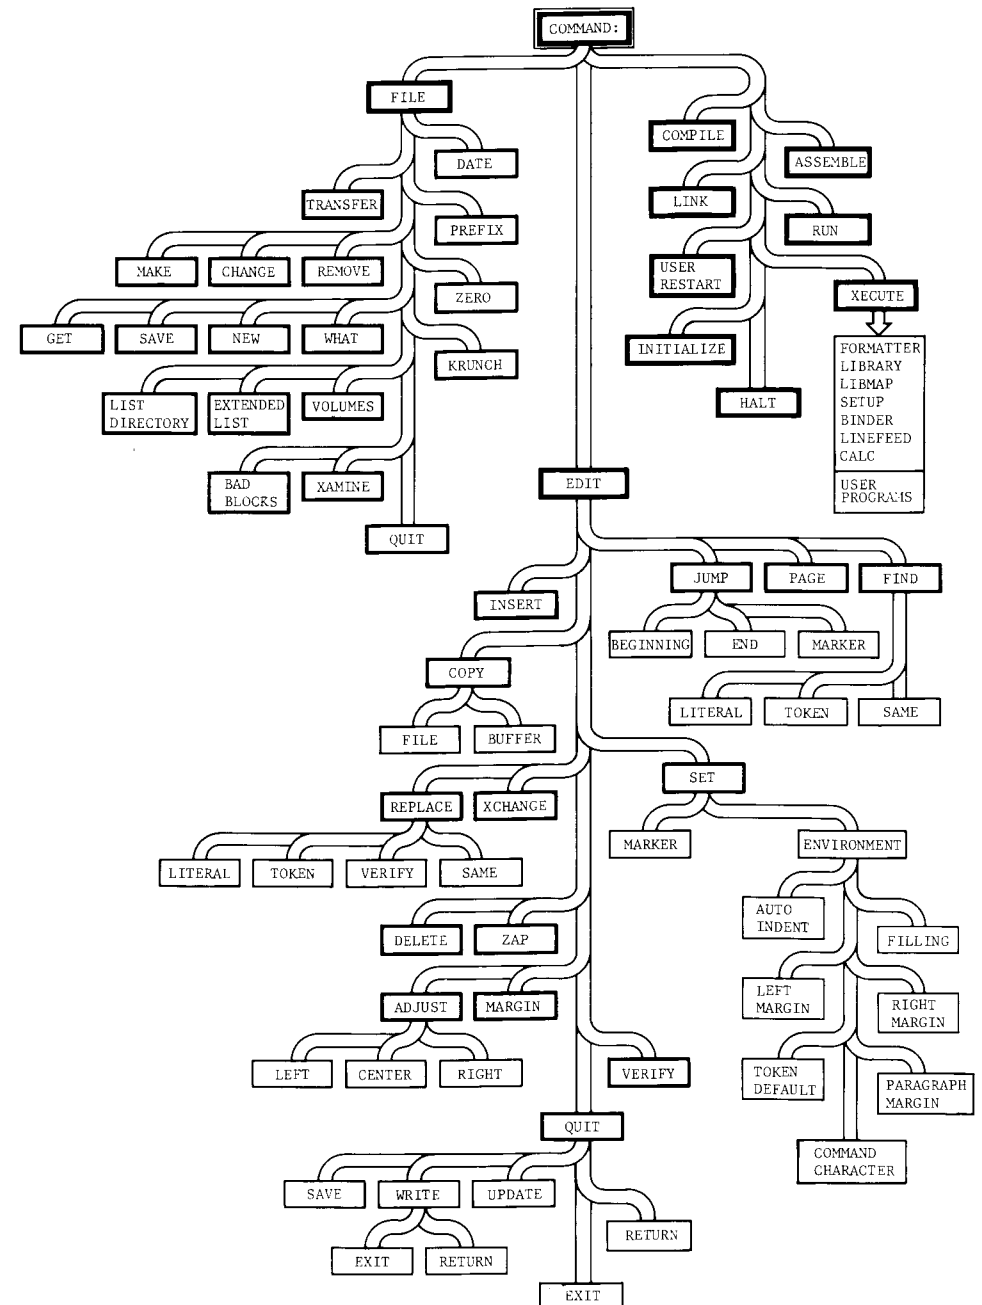 COMMAND:
FILE
COMPILE
ASSEMBLE
DATE
TRANSFER
LINK
PREFIX
RUN
MAKE
CHANGE
REMOVE
USER
RESTART
ZERO
XECUTE
GET
SAVE
NEW
WHAT
INITIALIZE
KRUNCH
FORMATTER
LIBRARY
LIBMAP
SETUP
BINDER
LINEFEED
CALC
USER
PROGRAMS
LIST
DIRECTORY
EXTENDED
LIST
VOLUMES
HALT
BAD
BLOCKS
XAMINE
EDIT
QUIT
JUMP
PAGE
FIND
INSERT
BEGINNING
END
MARKER
COPY
LITERAL
TOKEN
SAME
FILE
BUFFER
SET
REPLACE
XCHANGE
MARKER
ENVIRONMENT
LITERAL
TOKEN
VERIFY
SAME
AUTO
INDENT
FILLING
DELETE
ZAP
LEFT
MARGIN
RIGHT
MARGIN
ADJUST
MARGIN
LEFT
CENTER
RIGHT
VERIFY
TOKEN
DEFAULT
PARAGRAPH
MARGIN
QUIT
COMMAND
CHARACTER
SAVE
WRITE
UPDATE
RETURN
EXIT
RETURN
EXIT